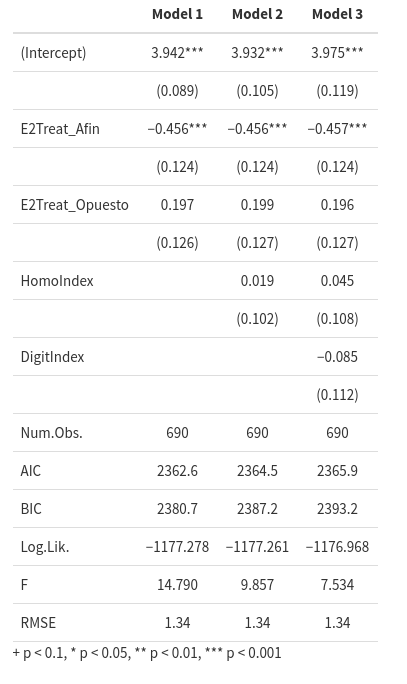 Model 1 Model 2 Model 3
(Intercept) 3.942*** 3.932*** 3.975***
(0.089) (0.105) (0.119)
E2Treat_Afin −0.456*** −0.456*** −0.457***
(0.124) (0.124) (0.124)
E2Treat_Opuesto 0.197 0.199 0.196
(0.126) (0.127) (0.127)
HomoIndex 0.019 0.045
(0.102) (0.108)
DigitIndex −0.085
(0.112)
Num.Obs. 690 690 690
AIC 2362.6 2364.5 2365.9
BIC 2380.7 2387.2 2393.2
Log.Lik. −1177.278 −1177.261 −1176.968
F 14.790 9.857 7.534
RMSE 1.34 1.34 1.34
+ p < 0.1, * p < 0.05, ** p < 0.01, *** p < 0.001